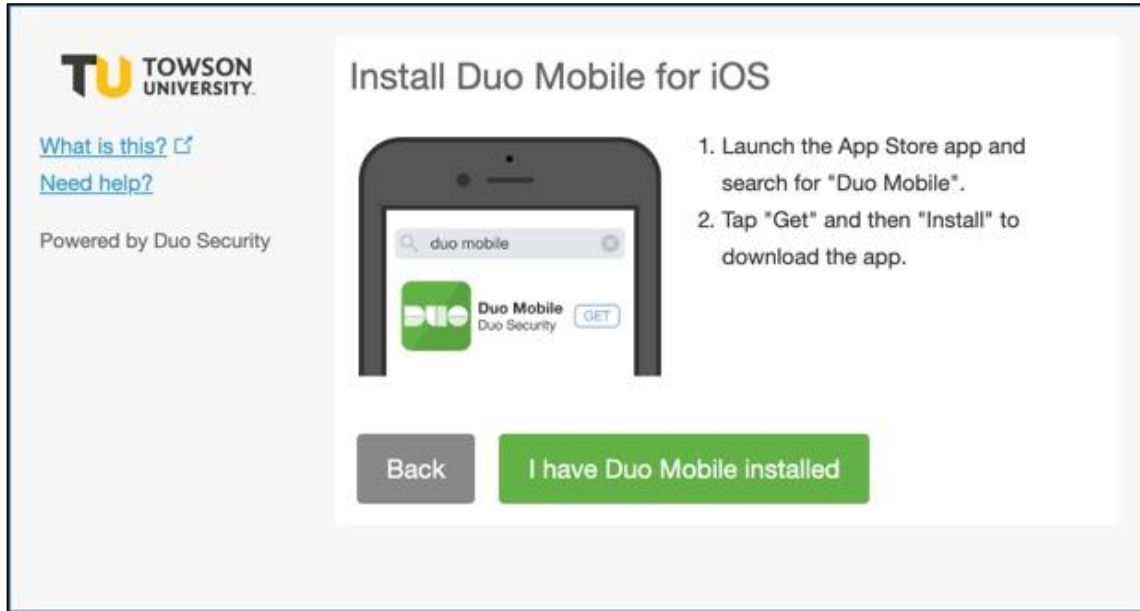 TU TOWSON
UNIVERSITY.
What is this?
Need help?
Powered by Duo Security
Install Duo Mobile for iOS
duo mobile
DUO
Duo Mobile
Duo Security
GET
1. Launch the App Store app and
search for "Duo Mobile".
2. Tap "Get" and then "Install" to
download the app.
Back
I have Duo Mobile installed